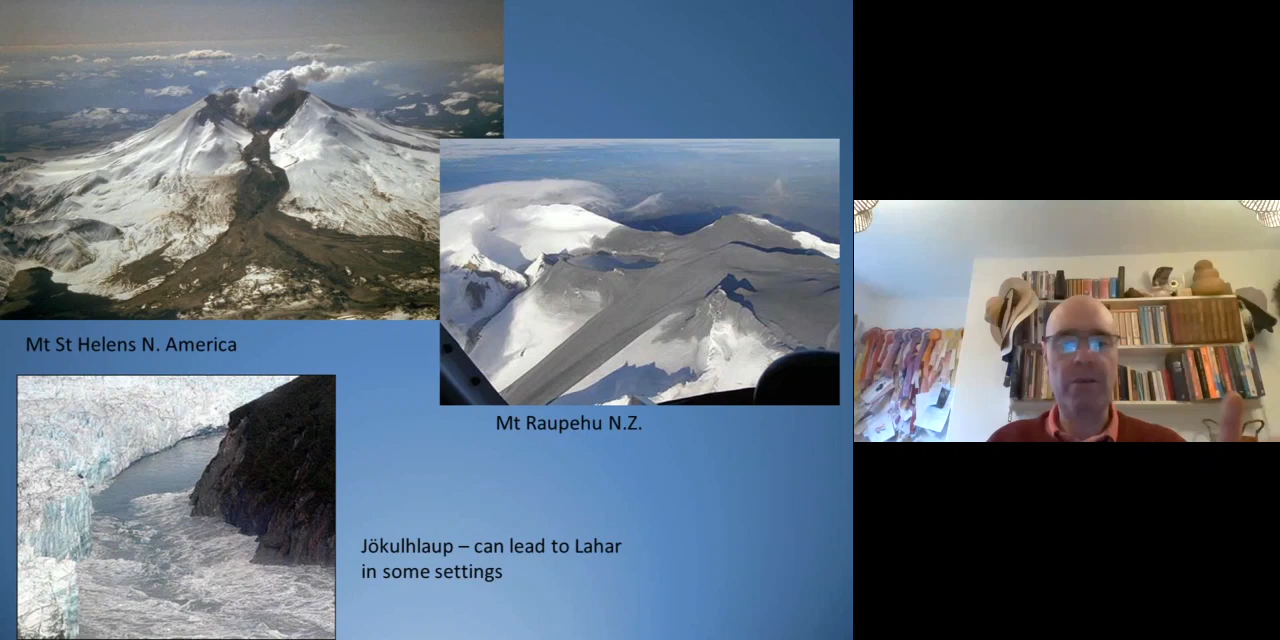 Mt St Helens N. America
Mt Raupehu N.Z.
Jökulhlaup – can lead to Lahar
in some settings